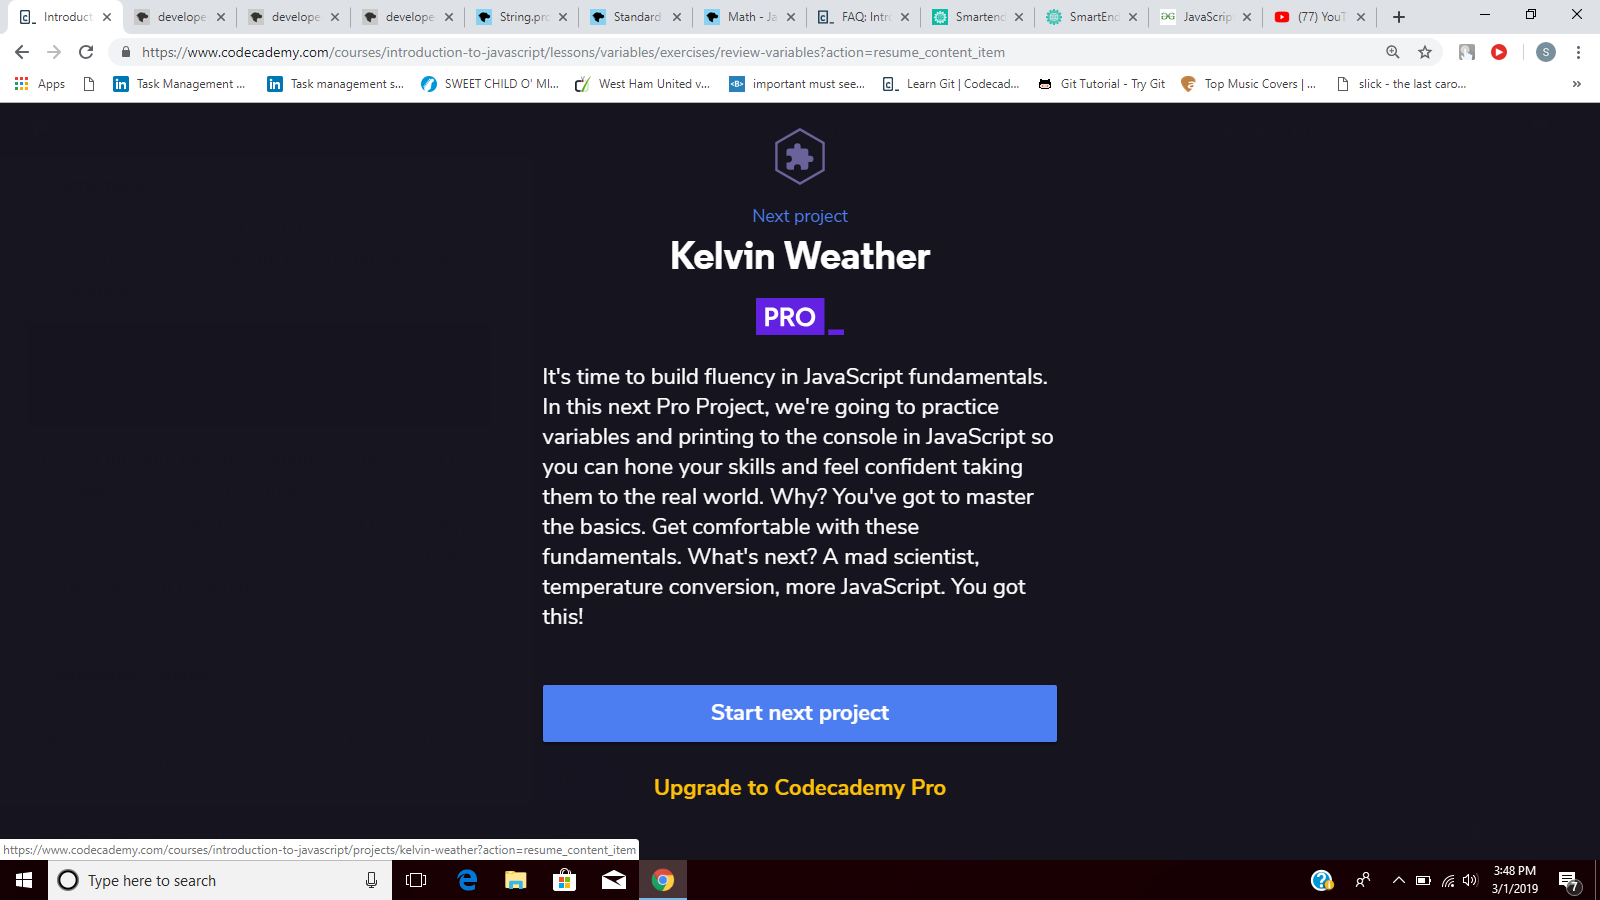 Introduct
develope
develope
develope
String.pro
Standard
Math - Ja
FAQ: Intro
Smartend
SmartEnd
JavaScrip
(77) YouT
https://www.codecademy.com/courses/introduction-to-javascript/lessons/variables/exercises/review-variables?action=resume_content_item
S
Apps
Task Management ...
Task management s...
SWEET CHILD O' MI...
West Ham United v...
<B>
important must see...
Learn Git | Codecad...
Git Tutorial - Try Git
Top Music Covers | ...
slick - the last caro...
»
Next project
Kelvin Weather
PRO
It's time to build fluency in JavaScript fundamentals.
In this next Pro Project, we're going to practice
variables and printing to the console in JavaScript so
you can hone your skills and feel confident taking
them to the real world. Why? You've got to master
the basics. Get comfortable with these
fundamentals. What's next? A mad scientist,
temperature conversion, more JavaScript. You got
this!
Start next project
Upgrade to Codecademy Pro
https://www.codecademy.com/courses/introduction-to-javascript/projects/kelvin-weather?action=resume_content_item
Type here to search
3:48 PM
3/1/2019
7